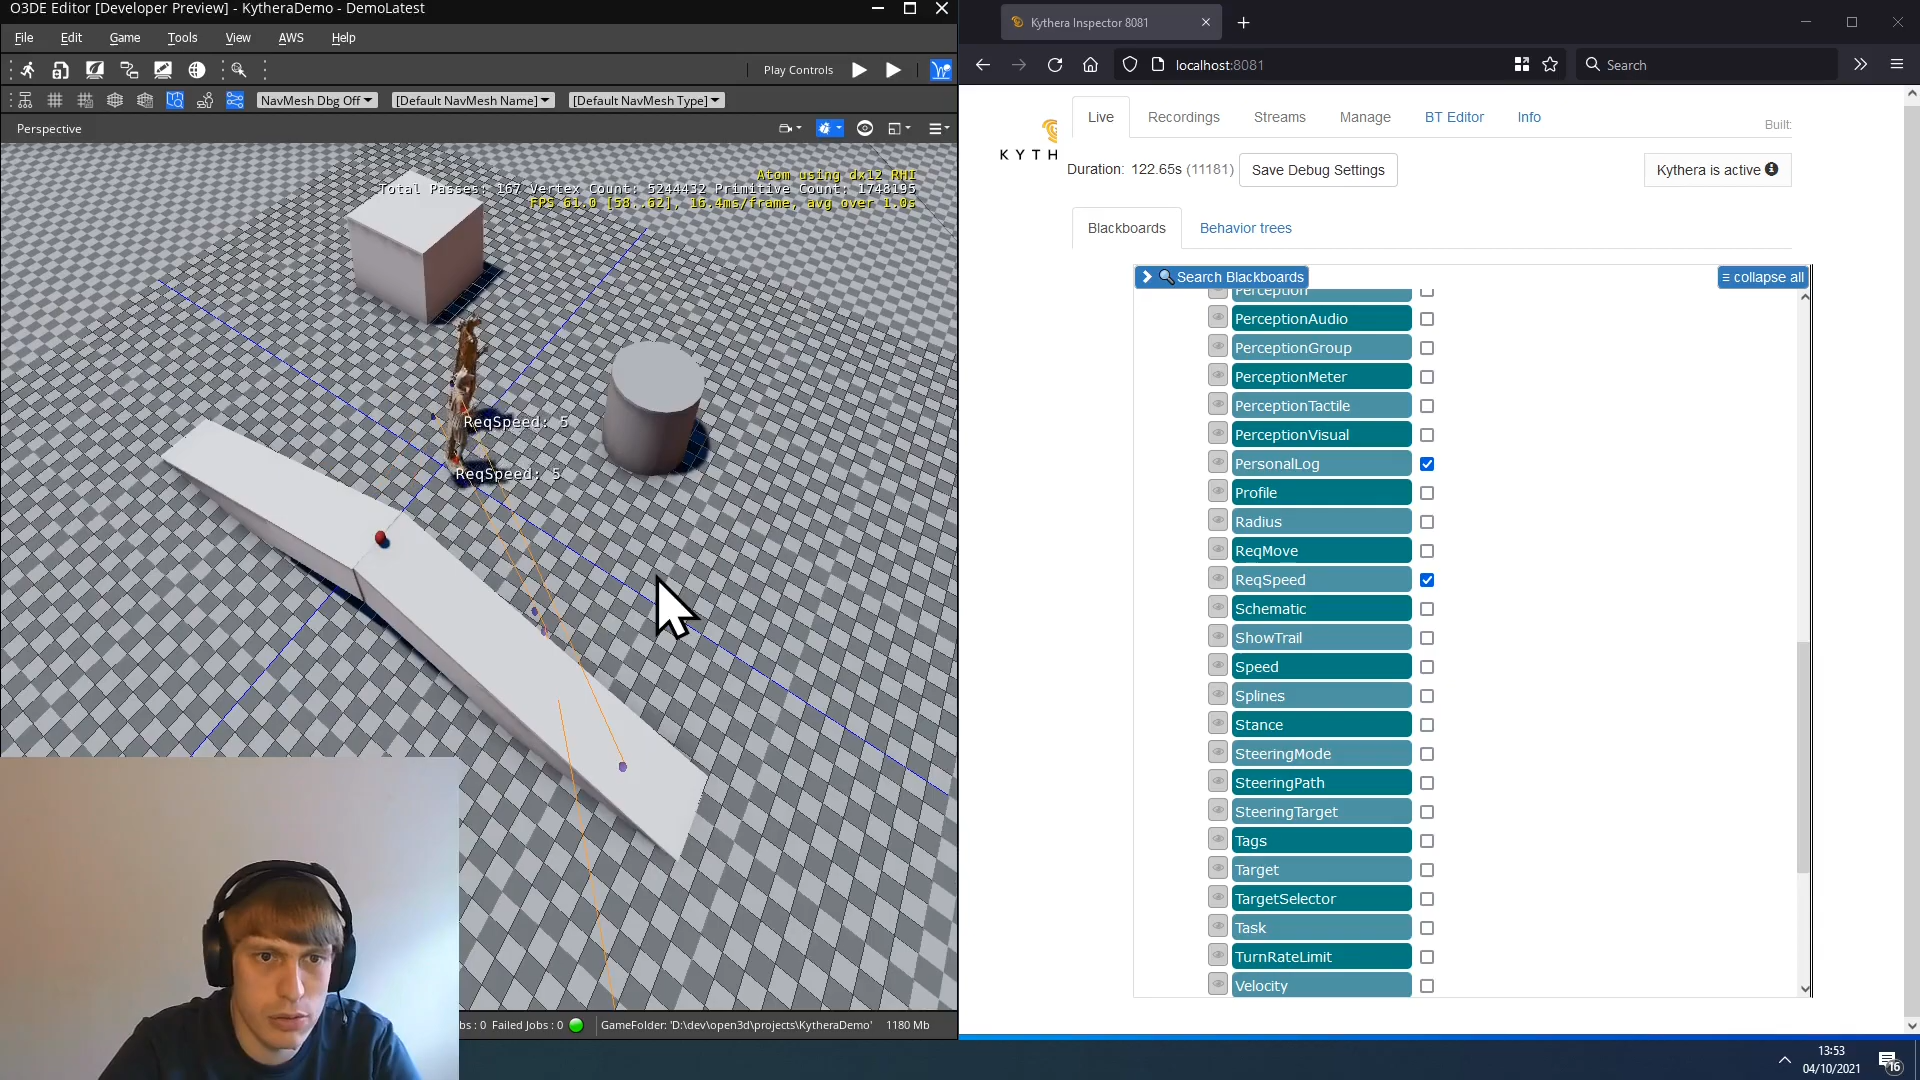 O3DE Editor [Developer Preview] - KytheraDemo - DemoLatest
File Edit Game Tools View AWS Help
Play Controls
NavMesh Dbg Off [Default NavMesh Name] [Default NavMesh Type]
Perspective
Atom using dx12 RHI
Total Passes: 167 Vertex Count: 5244432 Primitive Count: 1748195
FPS 61.0 [58..62], 16.4ms/frame, avg over 1.0s
ReqSpeed: 5
ReqSpeed: 5
bs : 0 Failed Jobs : 0 GameFolder: 'D:\dev\open3d\projects\KytheraDemo' 1180 Mb
Kythera Inspector 8081
localhost:8081
Search
KYTH
Live Recordings Streams Manage BT Editor Info
Built:
Duration: 122.65s (11181) Save Debug Settings
Kythera is active
Blackboards Behavior trees
Search Blackboards
collapse all
Perception
PerceptionAudio
PerceptionGroup
PerceptionMeter
PerceptionTactile
PerceptionVisual
PersonalLog
Profile
Radius
ReqMove
ReqSpeed
Schematic
ShowTrail
Speed
Splines
Stance
SteeringMode
SteeringPath
SteeringTarget
Tags
Target
TargetSelector
Task
TurnRateLimit
Velocity
13:53
04/10/2021
16